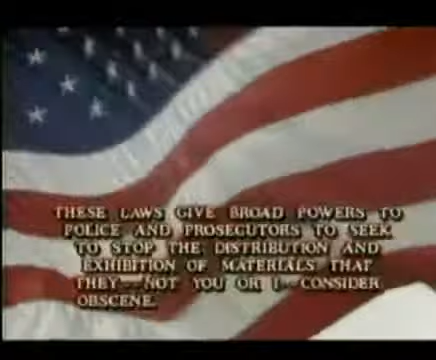 THESE LAWS GIVE BROAD POWERS TO
POLICE AND PROSECUTORS TO SEEK
TO STOP THE DISTRIBUTION AND
EXHIBITION OF MATERIALS THAT
THEY--NOT YOU OR I--CONSIDER
OBSCENE.